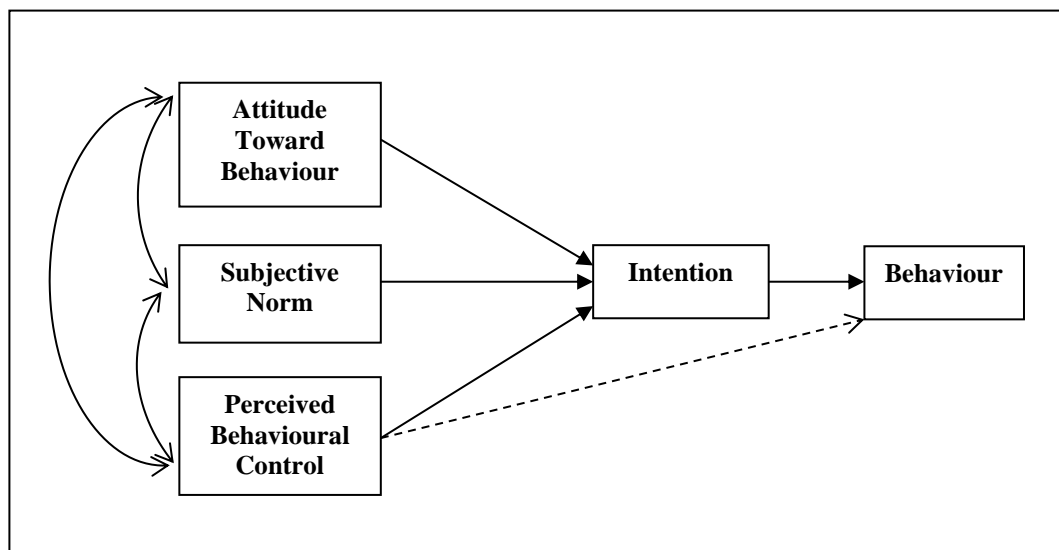 Attitude
Toward
Behaviour
Subjective
Norm
Perceived
Behavioural
Control
Intention
Behaviour